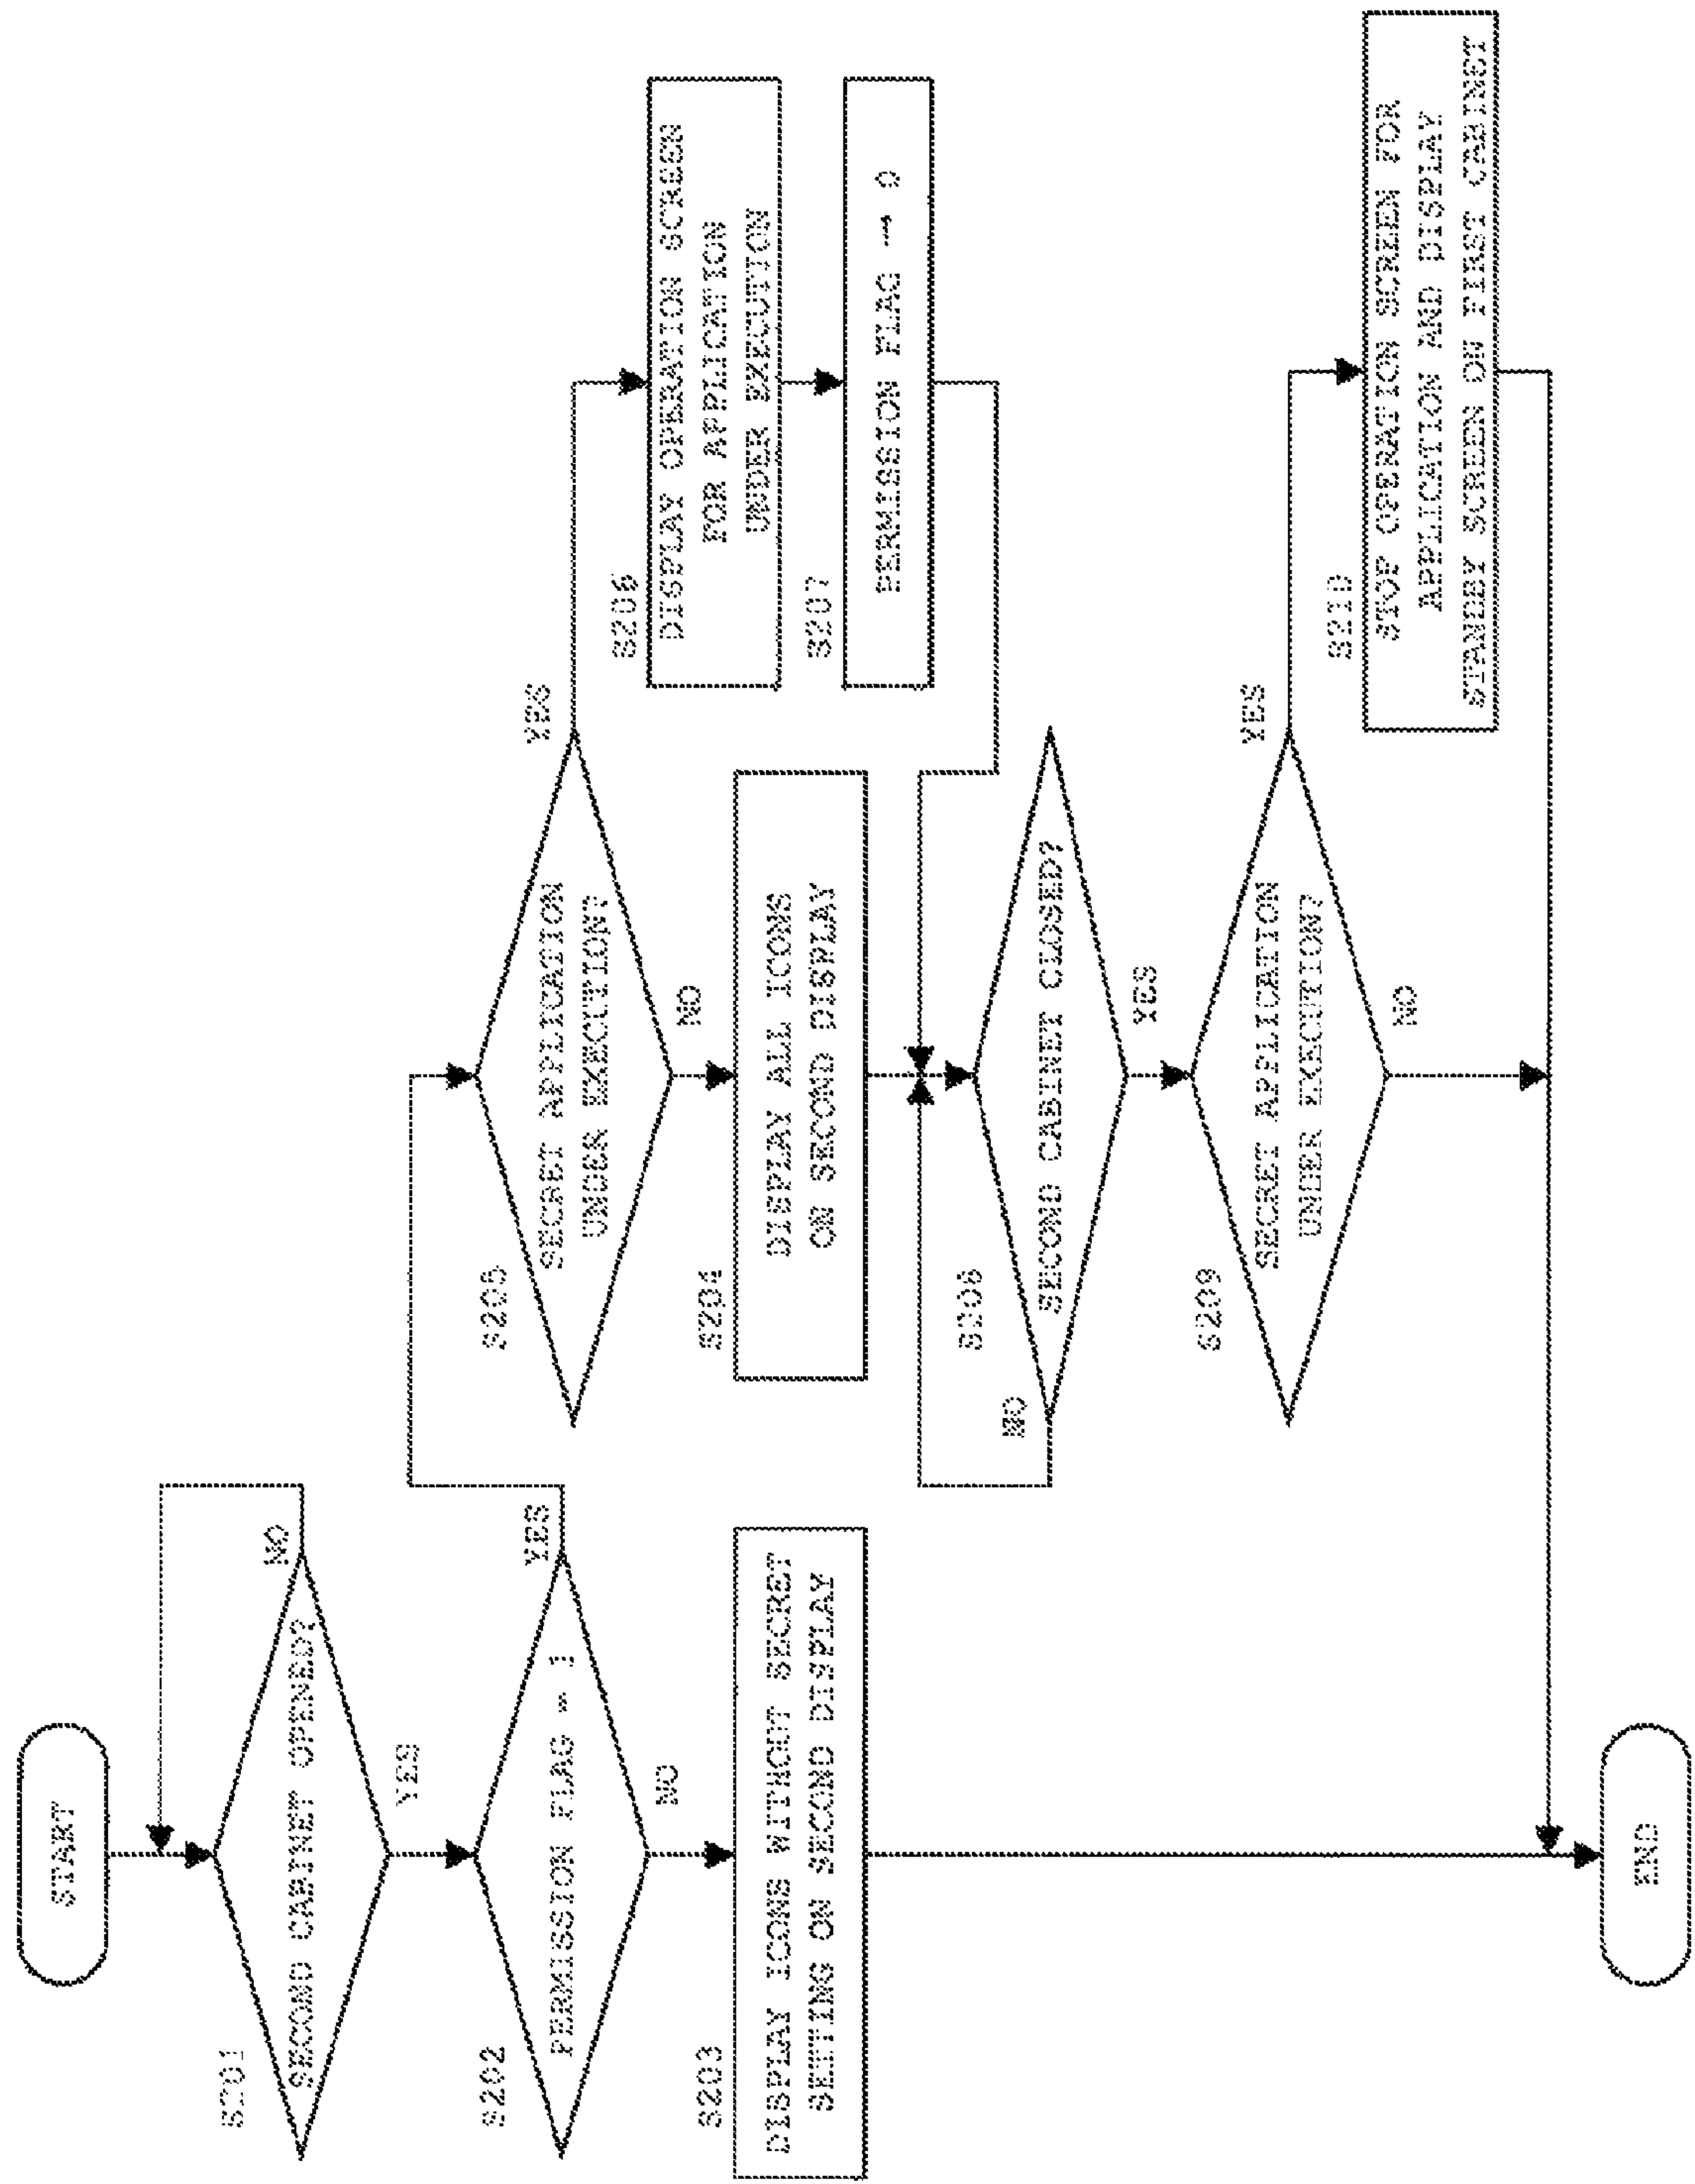 START
S201
SECOND CABINET OPENED?
NO
YES
S202
PERMISSION FLAG = 1
YES
NO
S203
DISPLAY ICONS WITHOUT SECRET
SETTING ON SECOND DISPLAY
S205
SECRET APPLICATION
UNDER EXECUTION?
YES
NO
S204
DISPLAY ALL ICONS
ON SECOND DISPLAY
S206
DISPLAY OPERATION SCREEN
FOR APPLICATION
UNDER EXECUTION
S207
PERMISSION FLAG → 0
S208
SECOND CABINET CLOSED?
NO
YES
S209
SECRET APPLICATION
UNDER EXECUTION?
YES
NO
S210
STOP OPERATION SCREEN FOR
APPLICATION AND DISPLAY
STANDBY SCREEN ON FIRST CABINET
END